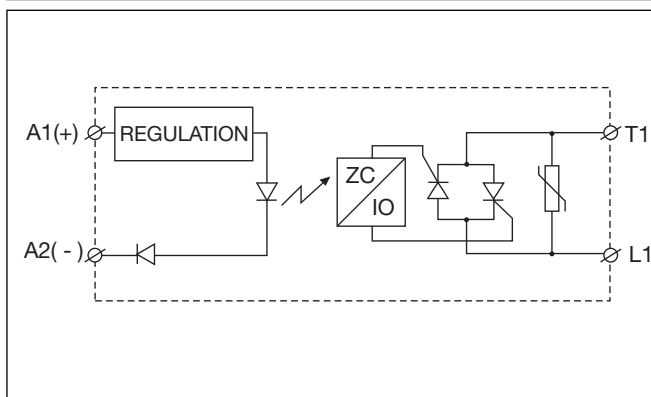 A1(+)
REGULATION
ZC
IO
T1
A2( - )
L1